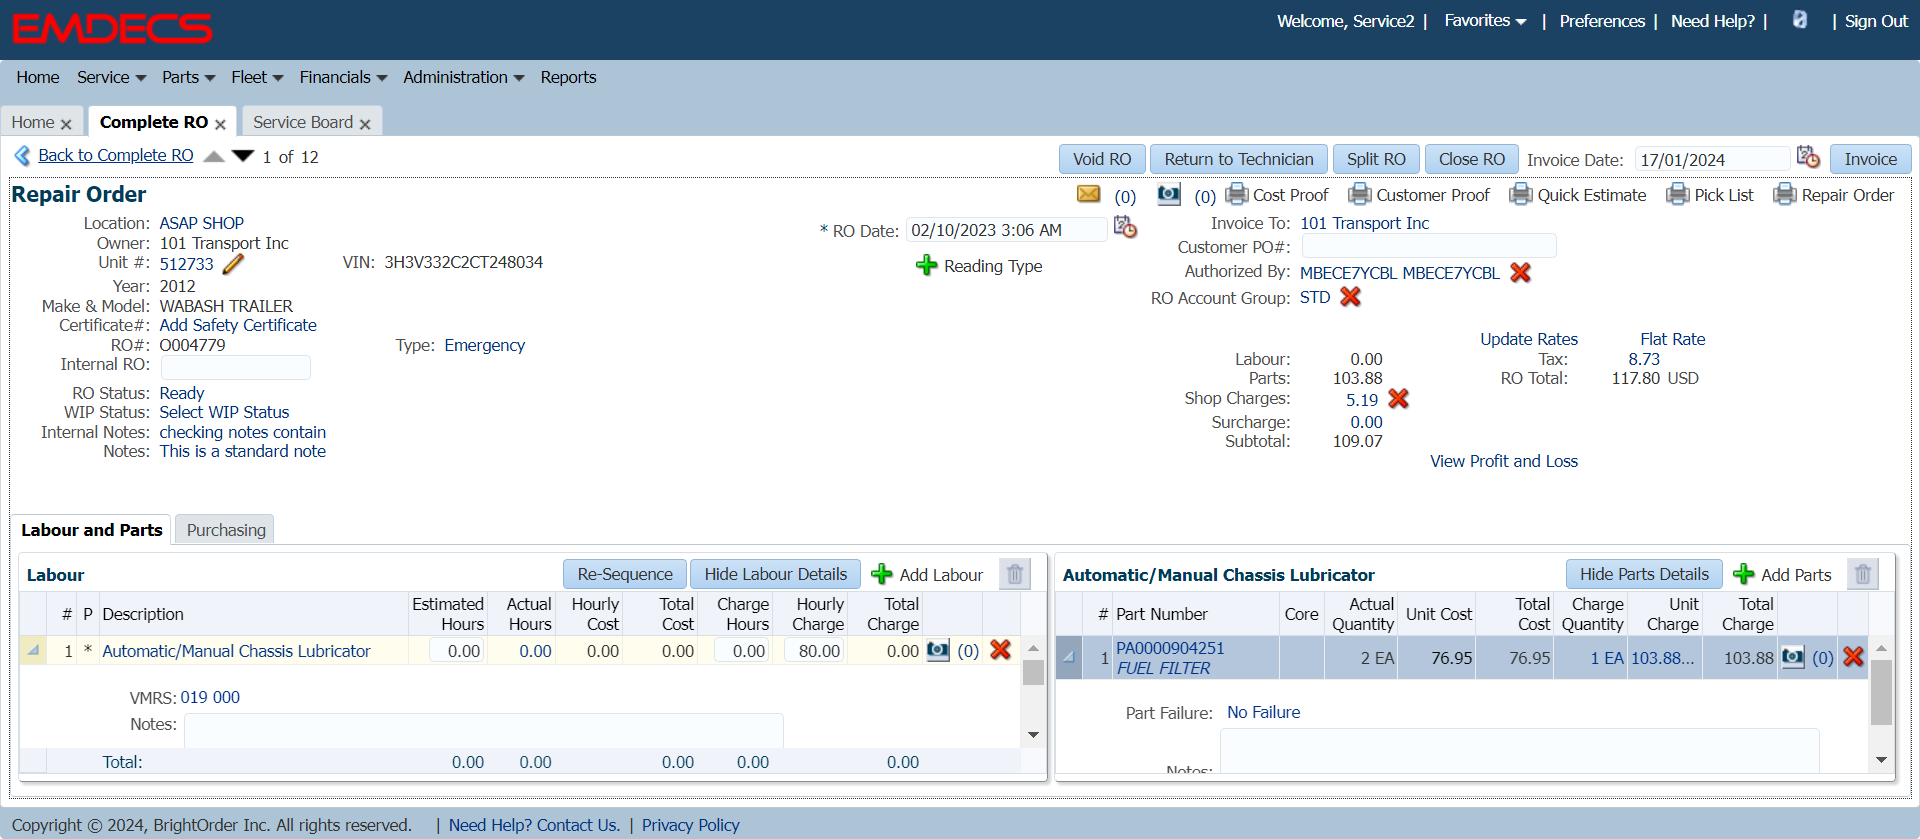 EMDECS
Welcome, Service2 | Favorites | Preferences | Need Help? | | Sign Out
Home Service Parts Fleet Financials Administration Reports
Home Complete RO Service Board
Back to Complete RO 1 of 12 Void RO Return to Technician Split RO Close RO Invoice Date: 17/01/2024 Invoice
Repair Order (0) (0) Cost Proof Customer Proof Quick Estimate Pick List Repair Order
Location: ASAP SHOP
Owner: 101 Transport Inc
Unit #: 512733 VIN: 3H3V332C2CT248034
Year: 2012
Make & Model: WABASH TRAILER
Certificate#: Add Safety Certificate
RO#: O004779 Type: Emergency
Internal RO:
RO Status: Ready
WIP Status: Select WIP Status
Internal Notes: checking notes contain
Notes: This is a standard note
* RO Date: 02/10/2023 3:06 AM
Reading Type
Invoice To: 101 Transport Inc
Customer PO#:
Authorized By: MBECE7YCBL MBECE7YCBL
RO Account Group: STD
Update Rates Flat Rate
Labour: 0.00 Tax: 8.73
Parts: 103.88 RO Total: 117.80 USD
Shop Charges: 5.19
Surcharge: 0.00
Subtotal: 109.07
View Profit and Loss
Labour and Parts Purchasing
Labour Re-Sequence Hide Labour Details Add Labour
# P Description Estimated Hours Actual Hours Hourly Cost Total Cost Charge Hours Hourly Charge Total Charge
1 * Automatic/Manual Chassis Lubricator 0.00 0.00 0.00 0.00 0.00 80.00 0.00 (0)
VMRS: 019 000
Notes:
Total: 0.00 0.00 0.00 0.00 0.00
Automatic/Manual Chassis Lubricator Hide Parts Details Add Parts
# Part Number Core Actual Quantity Unit Cost Total Cost Charge Quantity Unit Charge Total Charge
1 PA0000904251 2 EA 76.95 76.95 1 EA 103.88... 103.88 (0)
FUEL FILTER
Part Failure: No Failure
Notes:
Copyright © 2024, BrightOrder Inc. All rights reserved. | Need Help? Contact Us. | Privacy Policy